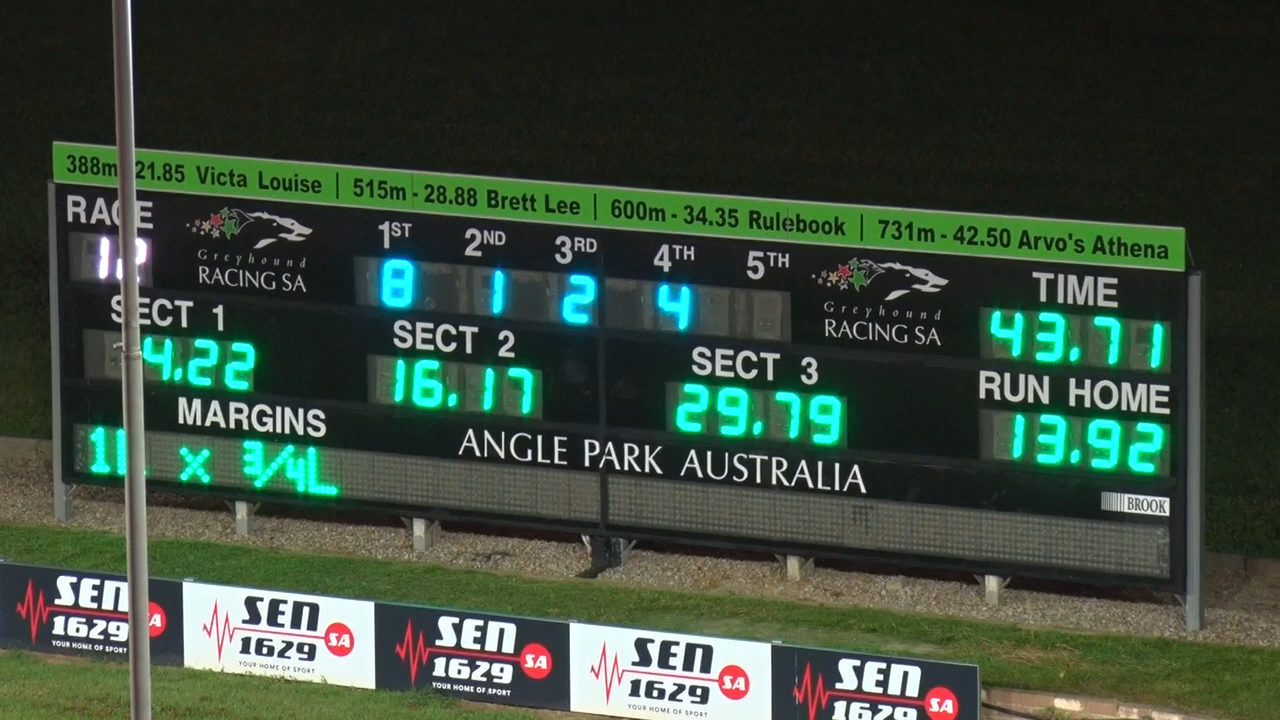 388m 21.85 Victa Louise | 515m - 28.88 Brett Lee | 600m - 34.35 Rulebook | 731m - 42.50 Arvo's Athena
RACE
Greyhound
RACING SA
1ST 2ND 3RD 4TH 5TH
8 1 2 4
Greyhound
RACING SA
TIME
43.71
SECT 1
4.22
SECT 2
16.17
SECT 3
29.79
RUN HOME
13.92
MARGINS
x 3/4L
ANGLE PARK AUSTRALIA
BROOK
SEN
1629
SA
YOUR HOME OF SPORT
SEN
1629
SA
YOUR HOME OF SPORT
SEN
1629
SA
YOUR HOME OF SPORT
SEN
1629
SA
YOUR HOME OF SPORT
SEN
1629
SA